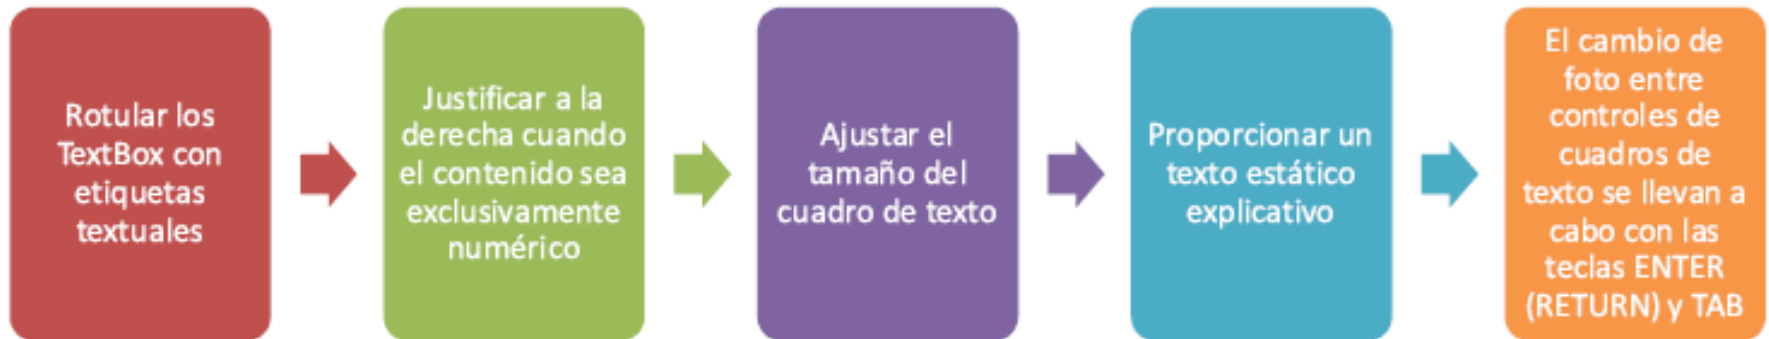 Rotular los
TextBox con
etiquetas
textuales
Justificar a la
derecha cuando
el contenido sea
exclusivamente
numérico
Ajustar el
tamaño del
cuadro de texto
Proporcionar un
texto estático
explicativo
El cambio de
foto entre
controles de
cuadros de
texto se llevan a
cabo con las
teclas ENTER
(RETURN) y TAB